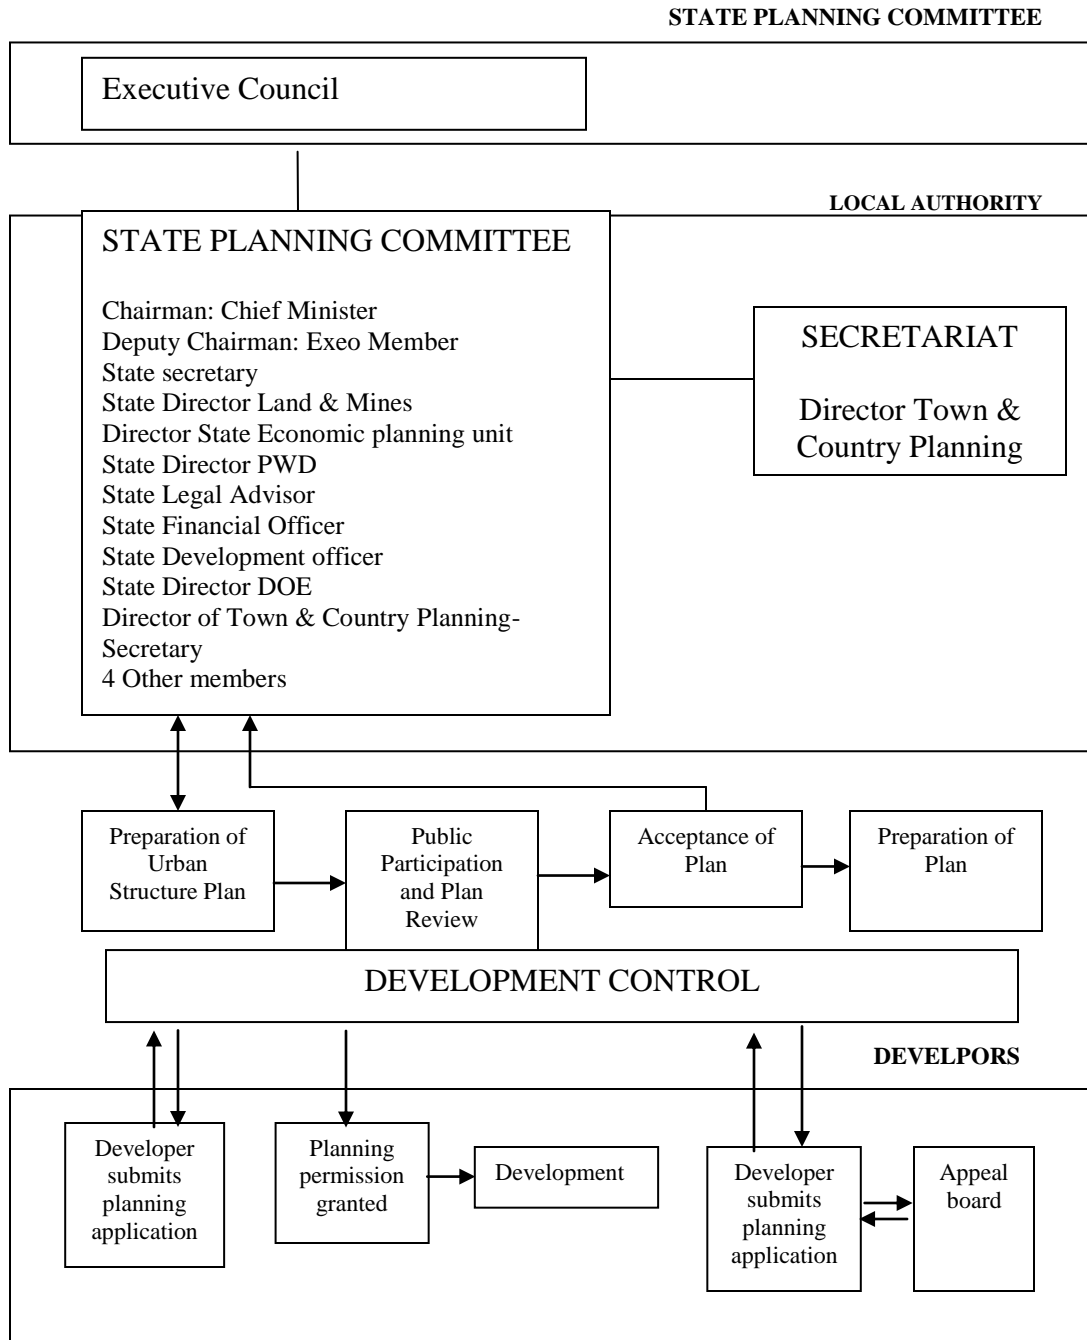 STATE PLANNING COMMITTEE
Executive Council
LOCAL AUTHORITY
STATE PLANNING COMMITTEE
Chairman: Chief Minister
Deputy Chairman: Exeo Member
State secretary
State Director Land & Mines
Director State Economic planning unit
State Director PWD
State Legal Advisor
State Financial Officer
State Development officer
State Director DOE
Director of Town & Country Planning-
Secretary
4 Other members
SECRETARIAT
Director Town &
Country Planning
Preparation of
Urban
Structure Plan
Public
Participation
and Plan
Review
Acceptance of
Plan
Preparation of
Plan
DEVELOPMENT CONTROL
DEVELPORS
Developer
submits
planning
application
Planning
permission
granted
Development
Developer
submits
planning
application
Appeal
board